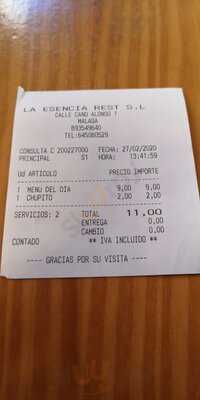 LA ESENCIA REST S.L
CALLE CANO ALONSO 1
MALAGA
B93549640
TEL:645060529
CONSULTA C 200227000 FECHA: 27/02/2020
PRINCIPAL S1 HORA: 13:41:59
Ud ARTICULO PRECIO IMPORTE
1 MENU DEL DIA 9,00 9,00
1 CHUPITO 2,00 2,00
SERVICIOS: 2 TOTAL 11,00
ENTREGA 0,00
CAMBIO 0,00
CONTADO ** IVA INCLUIDO **
---- GRACIAS POR SU VISITA ----